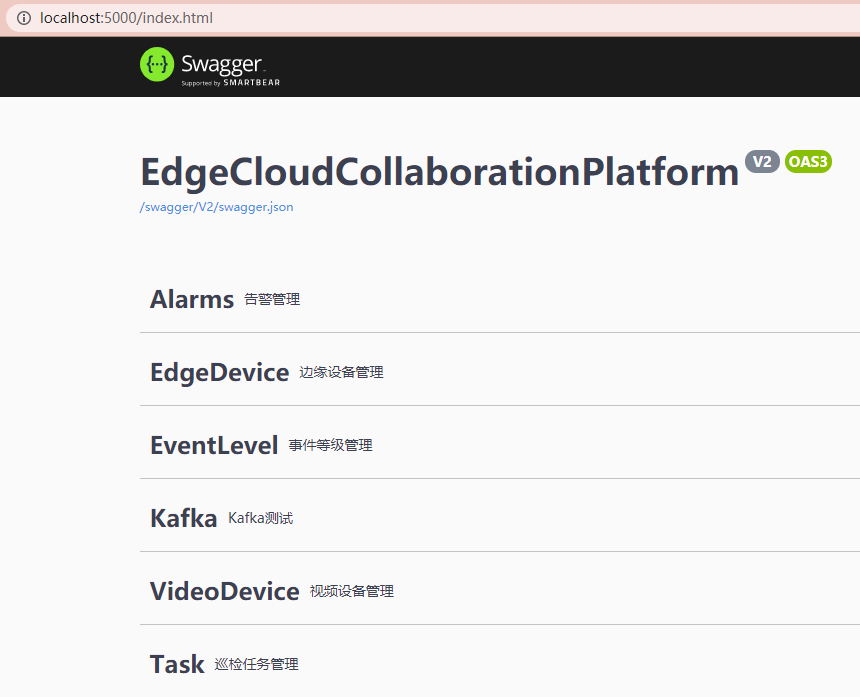 localhost:5000/index.html
Swagger
Supported by SMARTBEAR
EdgeCloudCollaborationPlatform V2 OAS3
/swagger/V2/swagger.json
Alarms 告警管理
EdgeDevice 边缘设备管理
EventLevel 事件等级管理
Kafka Kafka测试
VideoDevice 视频设备管理
Task 巡检任务管理